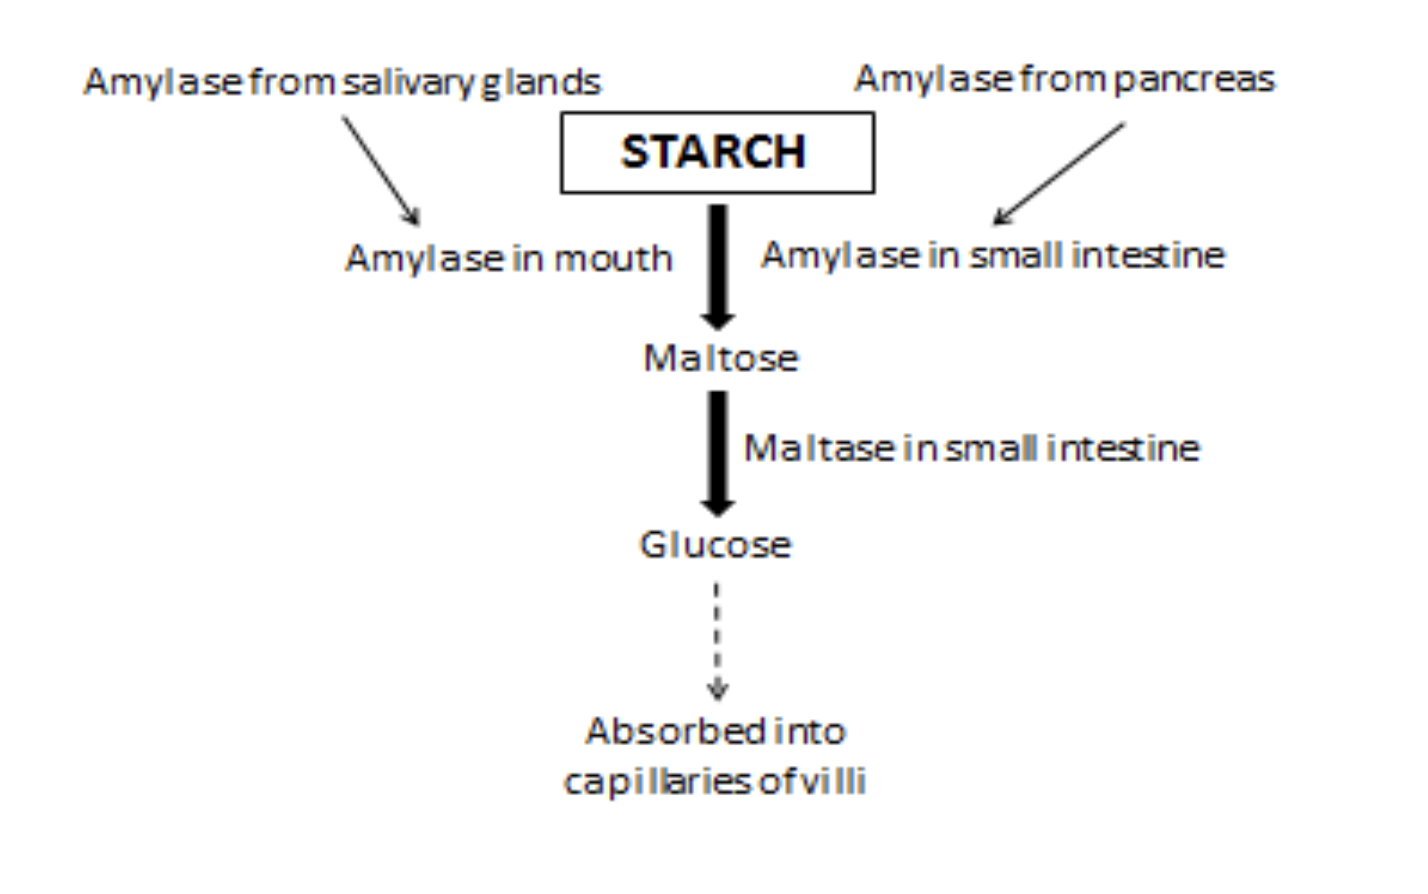 Amylase from salivary glands
Amylase from pancreas
STARCH
Amylase in mouth
Amylase in small intestine
Maltose
Maltase in small intestine
Glucose
Absorbed into
capillaries of villi